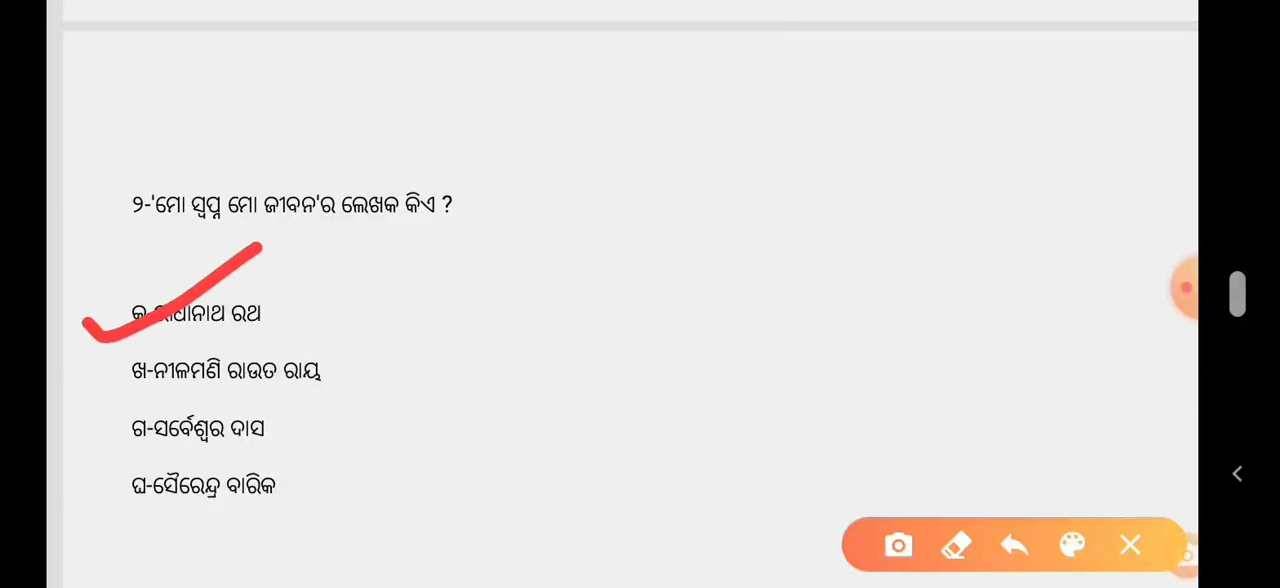 ୨-'ମୋ ସ୍ୱପ୍ନ ମୋ ଜୀବନ'ର ଲେଖକ କିଏ ?
କ-ରାଧାନାଥ ରଥ
ଖ-ନୀଳମଣି ରାଉତ ରାୟ
ଗ-ସର୍ବେଶ୍ୱର ଦାସ
ଘ-ସୈରେନ୍ଦ୍ର ବାରିକ